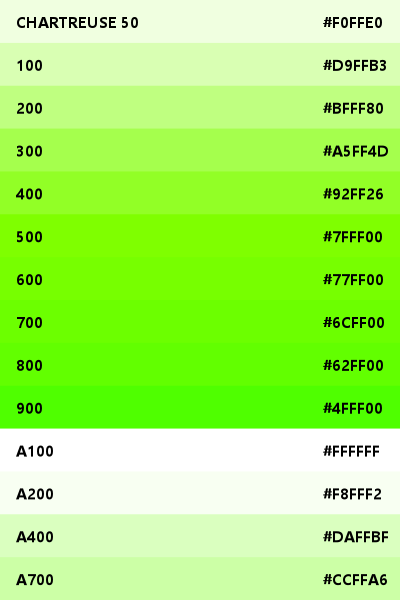 CHARTREUSE 50 #F0FFE0
100 #D9FFB3
200 #BFFF80
300 #A5FF4D
400 #92FF26
500 #7FFF00
600 #77FF00
700 #6CFF00
800 #62FF00
900 #4FFF00
A100 #FFFFFF
A200 #F8FFF2
A400 #DAFFBF
A700 #CCFFA6